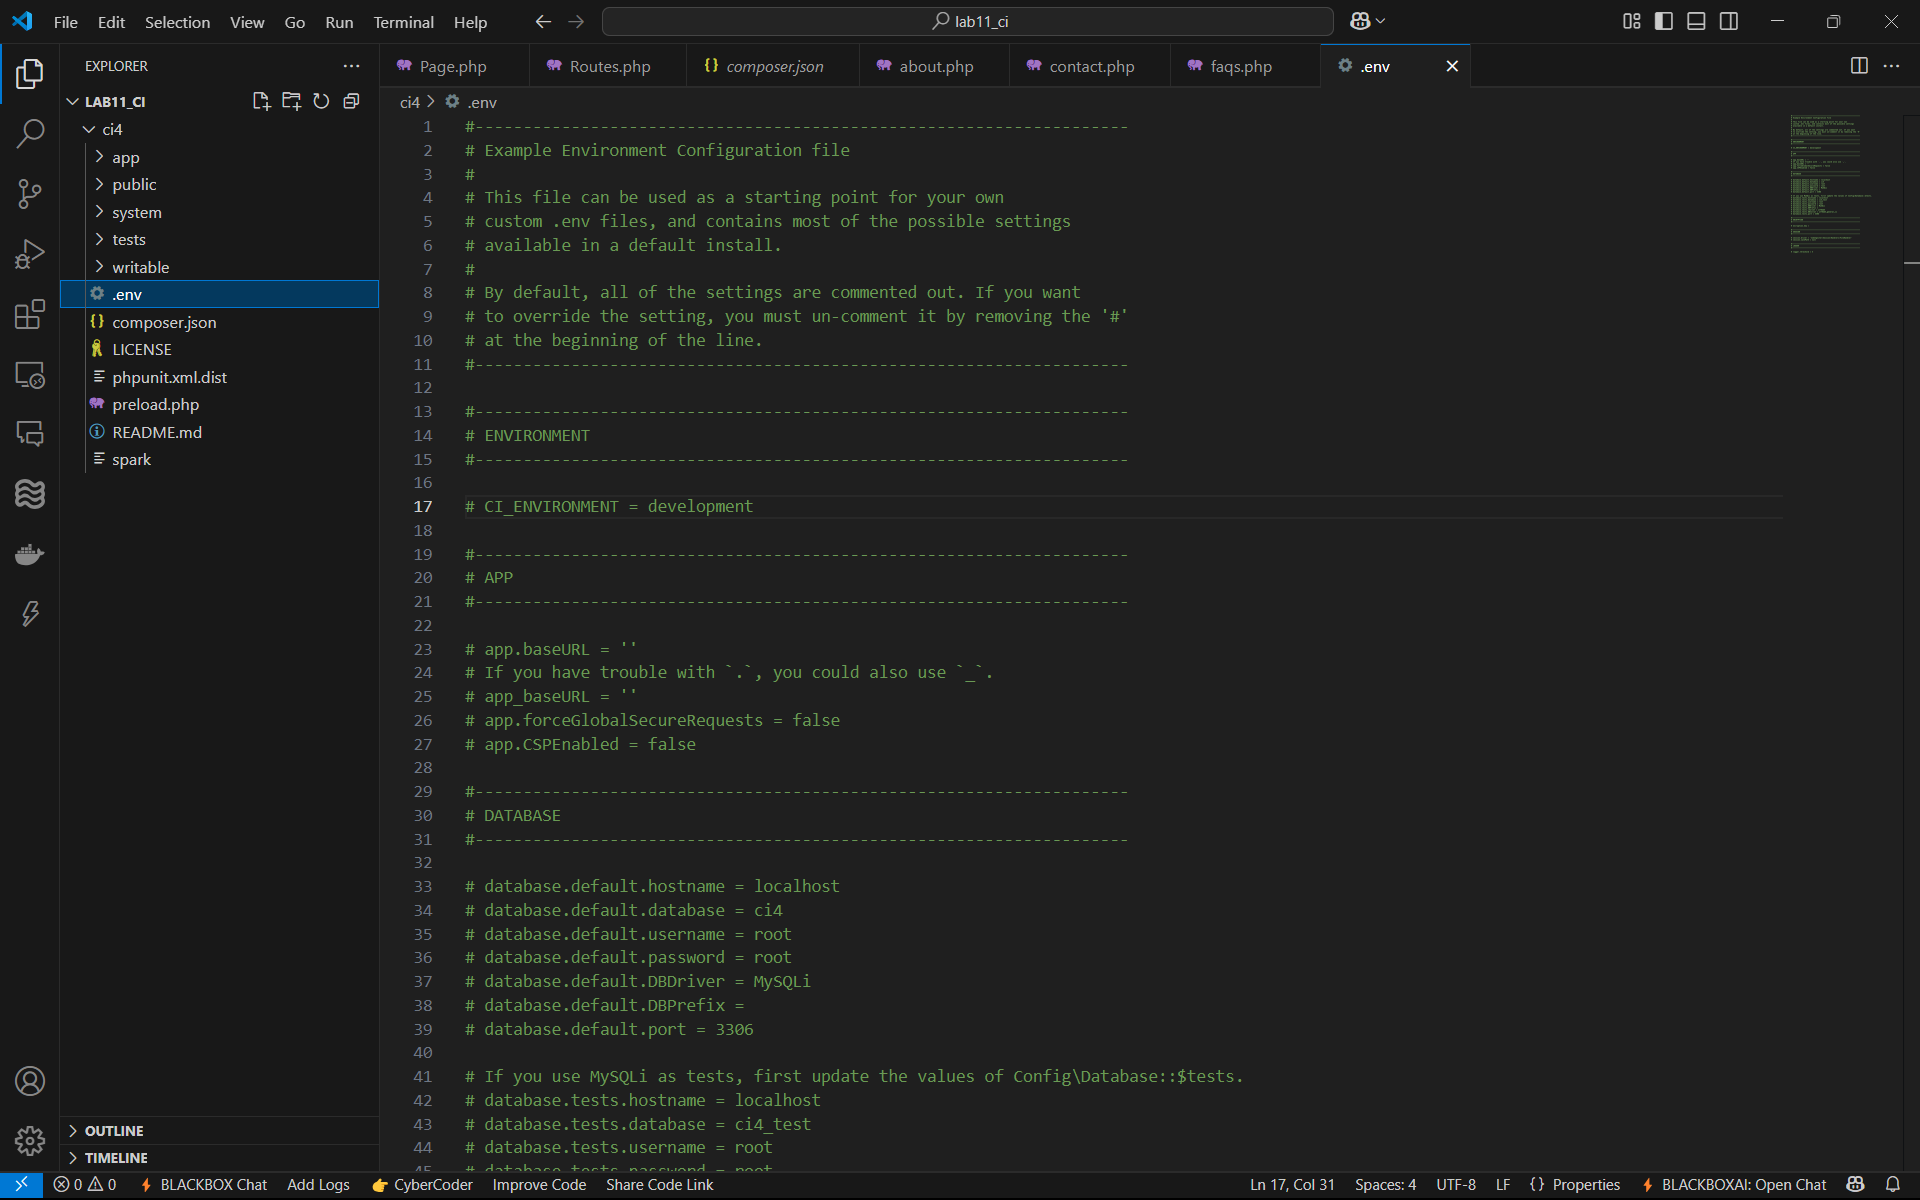 File Edit Selection View Go Run Terminal Help
lab11_ci
EXPLORER
LAB11_CI
ci4
app
public
system
tests
writable
.env
composer.json
LICENSE
phpunit.xml.dist
preload.php
README.md
spark
OUTLINE
TIMELINE
Page.php Routes.php composer.json about.php contact.php faqs.php .env
ci4 > .env
1 #--------------------------------------------------------------------
2 # Example Environment Configuration file
3 #
4 # This file can be used as a starting point for your own
5 # custom .env files, and contains most of the possible settings
6 # available in a default install.
7 #
8 # By default, all of the settings are commented out. If you want
9 # to override the setting, you must un-comment it by removing the '#'
10 # at the beginning of the line.
11 #--------------------------------------------------------------------
12
13 #--------------------------------------------------------------------
14 # ENVIRONMENT
15 #--------------------------------------------------------------------
16
17 # CI_ENVIRONMENT = development
18
19 #--------------------------------------------------------------------
20 # APP
21 #--------------------------------------------------------------------
22
23 # app.baseURL = ''
24 # If you have trouble with `.`, you could also use `_`.
25 # app_baseURL = ''
26 # app.forceGlobalSecureRequests = false
27 # app.CSPEnabled = false
28
29 #--------------------------------------------------------------------
30 # DATABASE
31 #--------------------------------------------------------------------
32
33 # database.default.hostname = localhost
34 # database.default.database = ci4
35 # database.default.username = root
36 # database.default.password = root
37 # database.default.DBDriver = MySQLi
38 # database.default.DBPrefix =
39 # database.default.port = 3306
40
41 # If you use MySQLi as tests, first update the values of Config\Database::$tests.
42 # database.tests.hostname = localhost
43 # database.tests.database = ci4_test
44 # database.tests.username = root
45 # database.tests.password = root
0 0 BLACKBOX Chat Add Logs CyberCoder Improve Code Share Code Link Ln 17, Col 31 Spaces: 4 UTF-8 LF {} Properties BLACKBOXAI: Open Chat